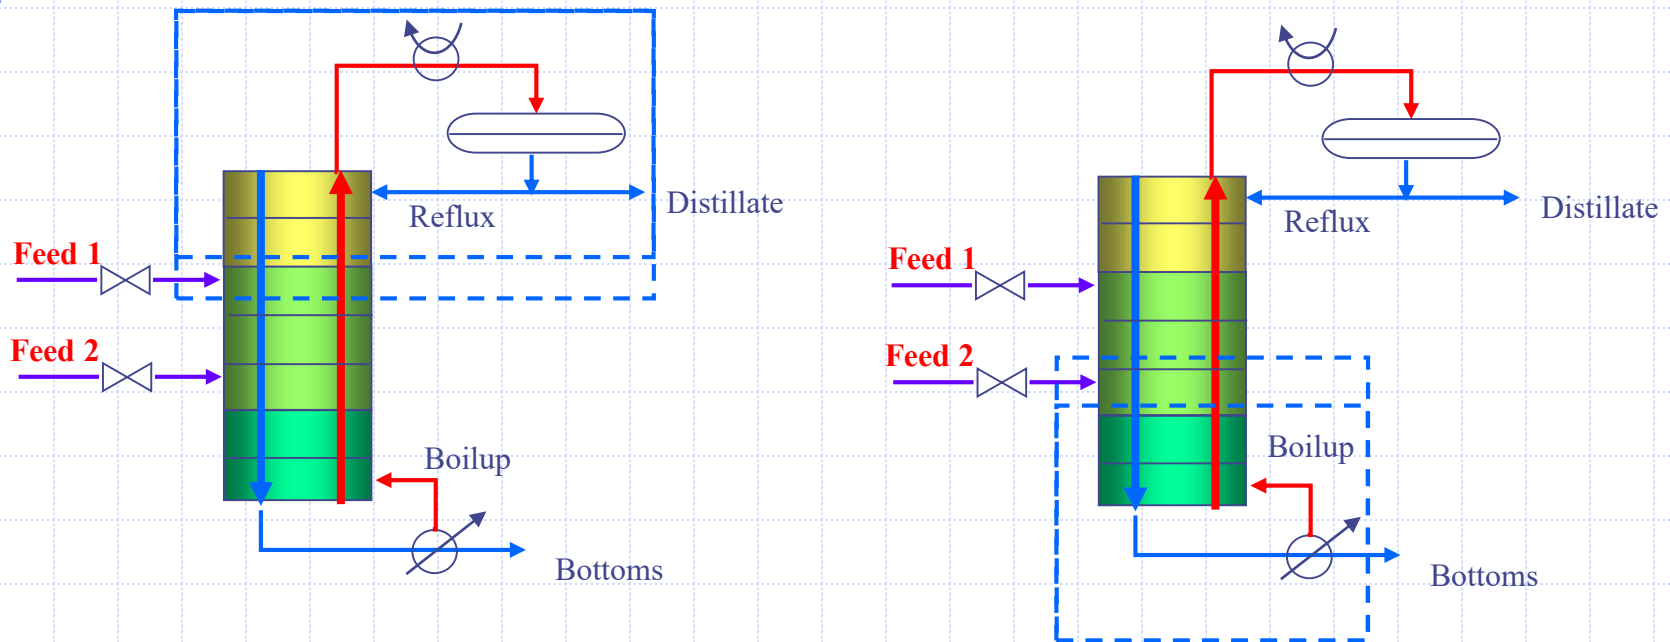 Distillate
Reflux
Feed 1
Feed 2
Boilup
Bottoms
Distillate
Reflux
Feed 1
Feed 2
Boilup
Bottoms